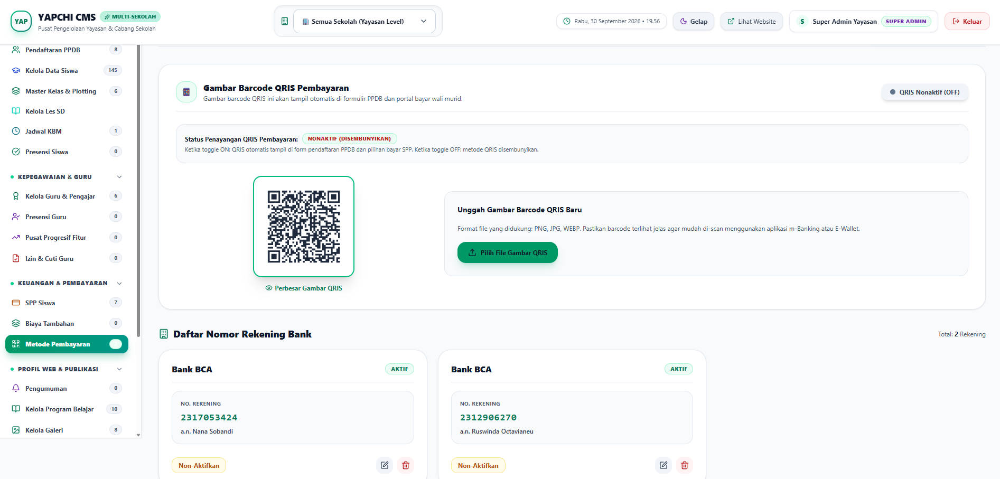 YAP
YAPCHI CMS
MULTI-SEKOLAH
Pusat Pengelolaan Yayasan & Cabang Sekolah
Semua Sekolah (Yayasan Level)
Rabu, 30 September 2026 • 19.56
Gelap
Lihat Website
S
Super Admin Yayasan
SUPER ADMIN
Keluar
Pendaftaran PPDB
8
Kelola Data Siswa
145
Master Kelas & Plotting
6
Kelola Les SD
Jadwal KBM
1
Presensi Siswa
0
KEPEGAWAIAN & GURU
Kelola Guru & Pengajar
6
Presensi Guru
0
Pusat Progresif Fitur
0
Izin & Cuti Guru
0
KEUANGAN & PEMBAYARAN
SPP Siswa
7
Biaya Tambahan
0
Metode Pembayaran
PROFIL WEB & PUBLIKASI
Pengumuman
0
Kelola Program Belajar
10
Kelola Galeri
8
Gambar Barcode QRIS Pembayaran
Gambar barcode QRIS ini akan tampil otomatis di formulir PPDB dan portal bayar wali murid.
QRIS Nonaktif (OFF)
Status Penayangan QRIS Pembayaran:
NONAKTIF (DISEMBUNYIKAN)
Ketika toggle ON: QRIS otomatis tampil di form pendaftaran PPDB dan pilihan bayar SPP. Ketika toggle OFF: metode QRIS disembunyikan.
Perbesar Gambar QRIS
Unggah Gambar Barcode QRIS Baru
Format file yang didukung: PNG, JPG, WEBP. Pastikan barcode terlihat jelas agar mudah di-scan menggunakan aplikasi m-Banking atau E-Wallet.
Pilih File Gambar QRIS
Daftar Nomor Rekening Bank
Total: 2 Rekening
Bank BCA
AKTIF
NO. REKENING
2317053424
a.n. Nana Sobandi
Non-Aktifkan
Bank BCA
AKTIF
NO. REKENING
2312906270
a.n. Ruswinda Octavianeu
Non-Aktifkan